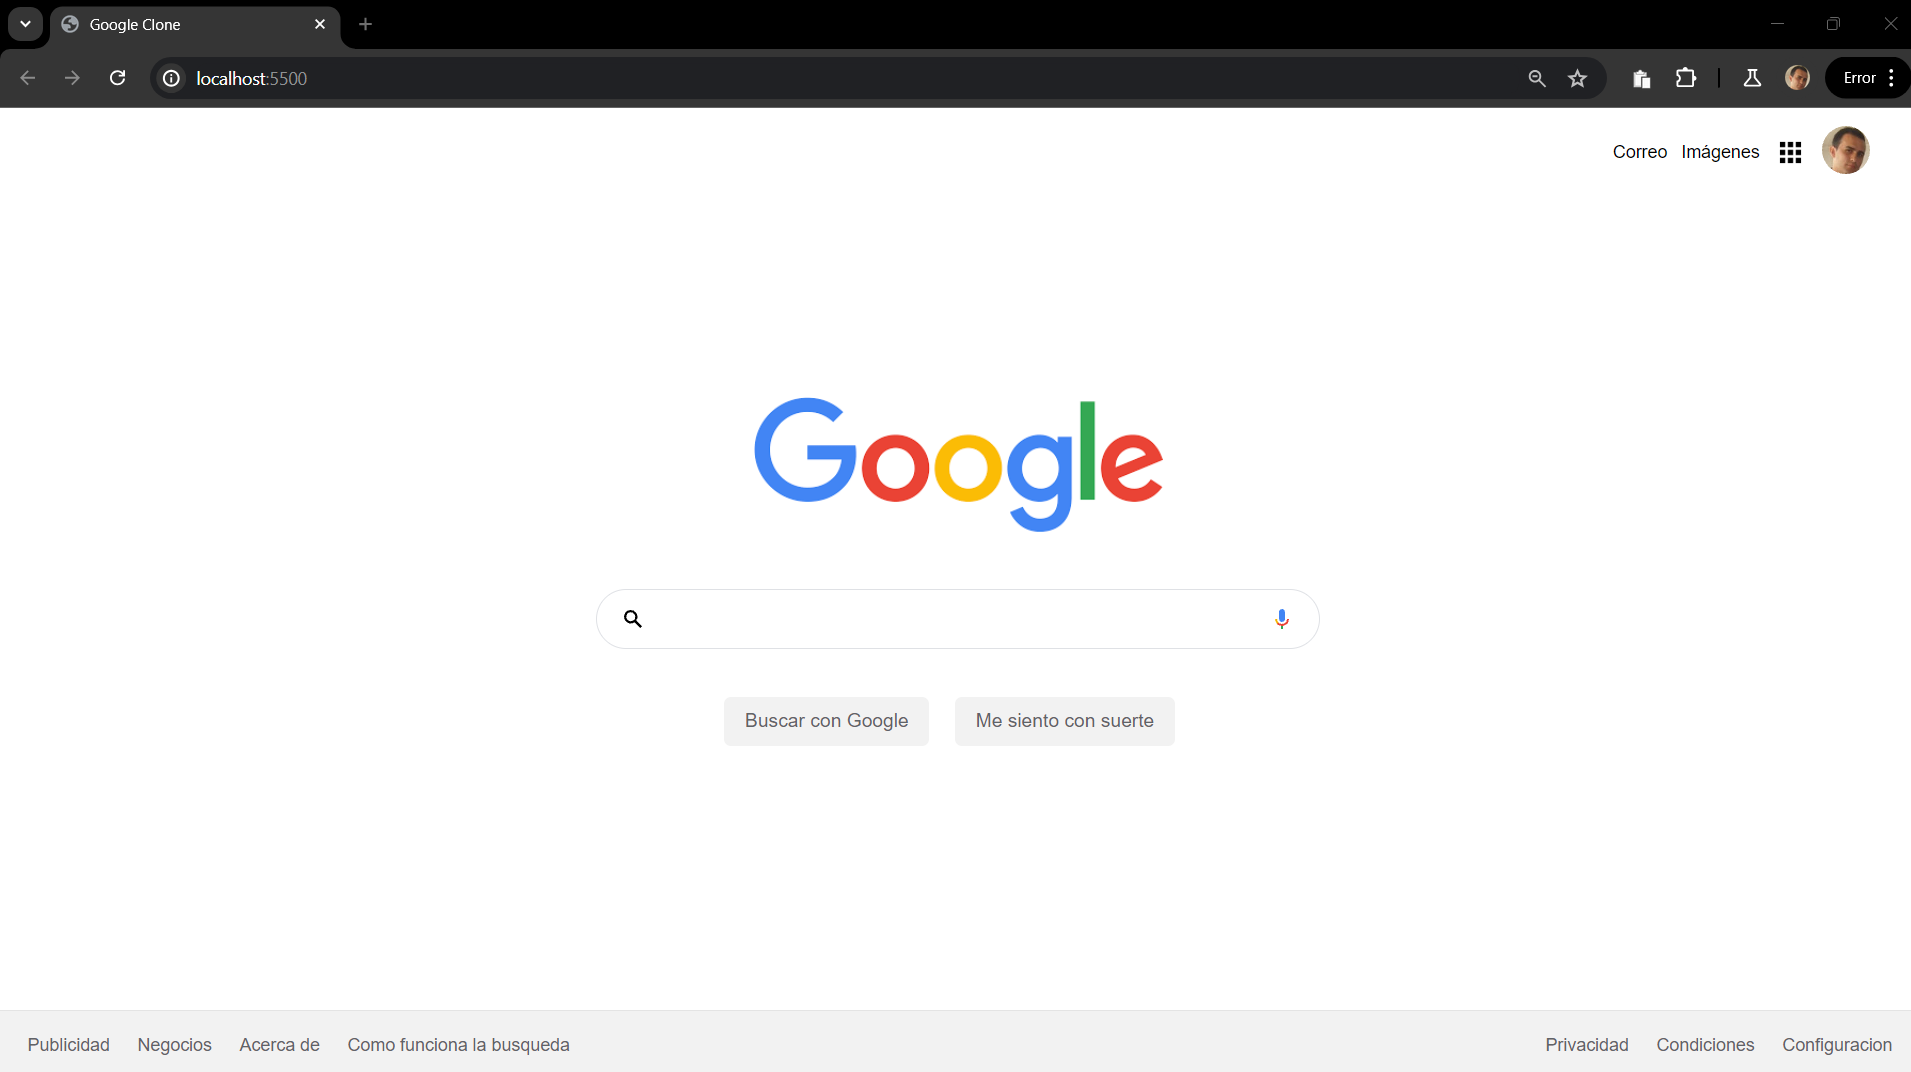 Google Clone
localhost:5500
Error
Correo Imágenes
Google
Buscar con Google Me siento con suerte
Publicidad Negocios Acerca de Como funciona la busqueda Privacidad Condiciones Configuracion